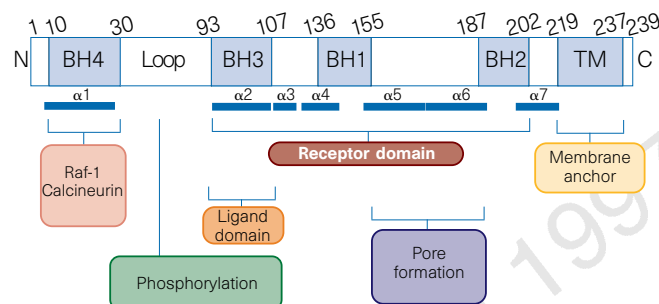 1 10 30 93 107 136 155 187 202 219 237 239
N BH4 Loop BH3 BH1 BH2 TM C
α1 α2 α3 α4 α5 α6 α7
Receptor domain
Raf-1
Calcineurin
Membrane
anchor
Ligand
domain
Pore
formation
Phosphorylation